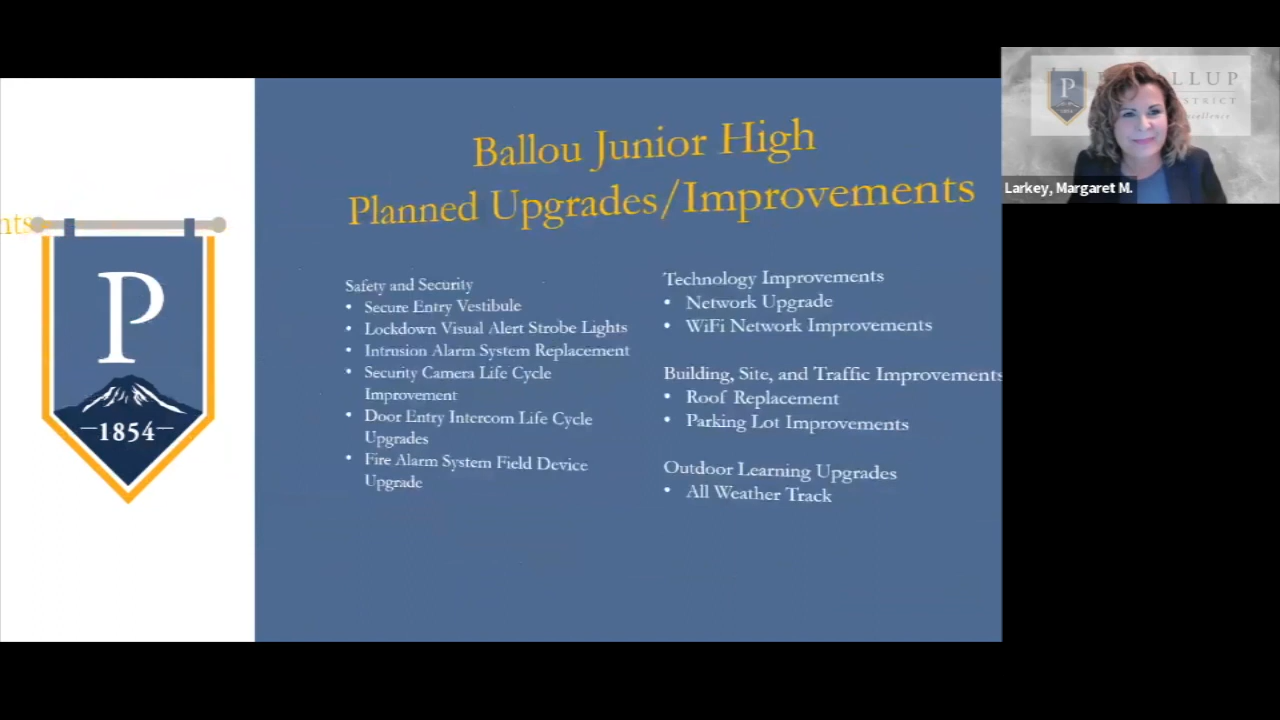 Ballou Junior High
Planned Upgrades/Improvements
nts
P
1854
Safety and Security
• Secure Entry Vestibule
• Lockdown Visual Alert Strobe Lights
• Intrusion Alarm System Replacement
• Security Camera Life Cycle
Improvement
• Door Entry Intercom Life Cycle
Upgrades
• Fire Alarm System Field Device
Upgrade
Technology Improvements
• Network Upgrade
• WiFi Network Improvements
Building, Site, and Traffic Improvements
• Roof Replacement
• Parking Lot Improvements
Outdoor Learning Upgrades
• All Weather Track
P
Larkey, Margaret M.